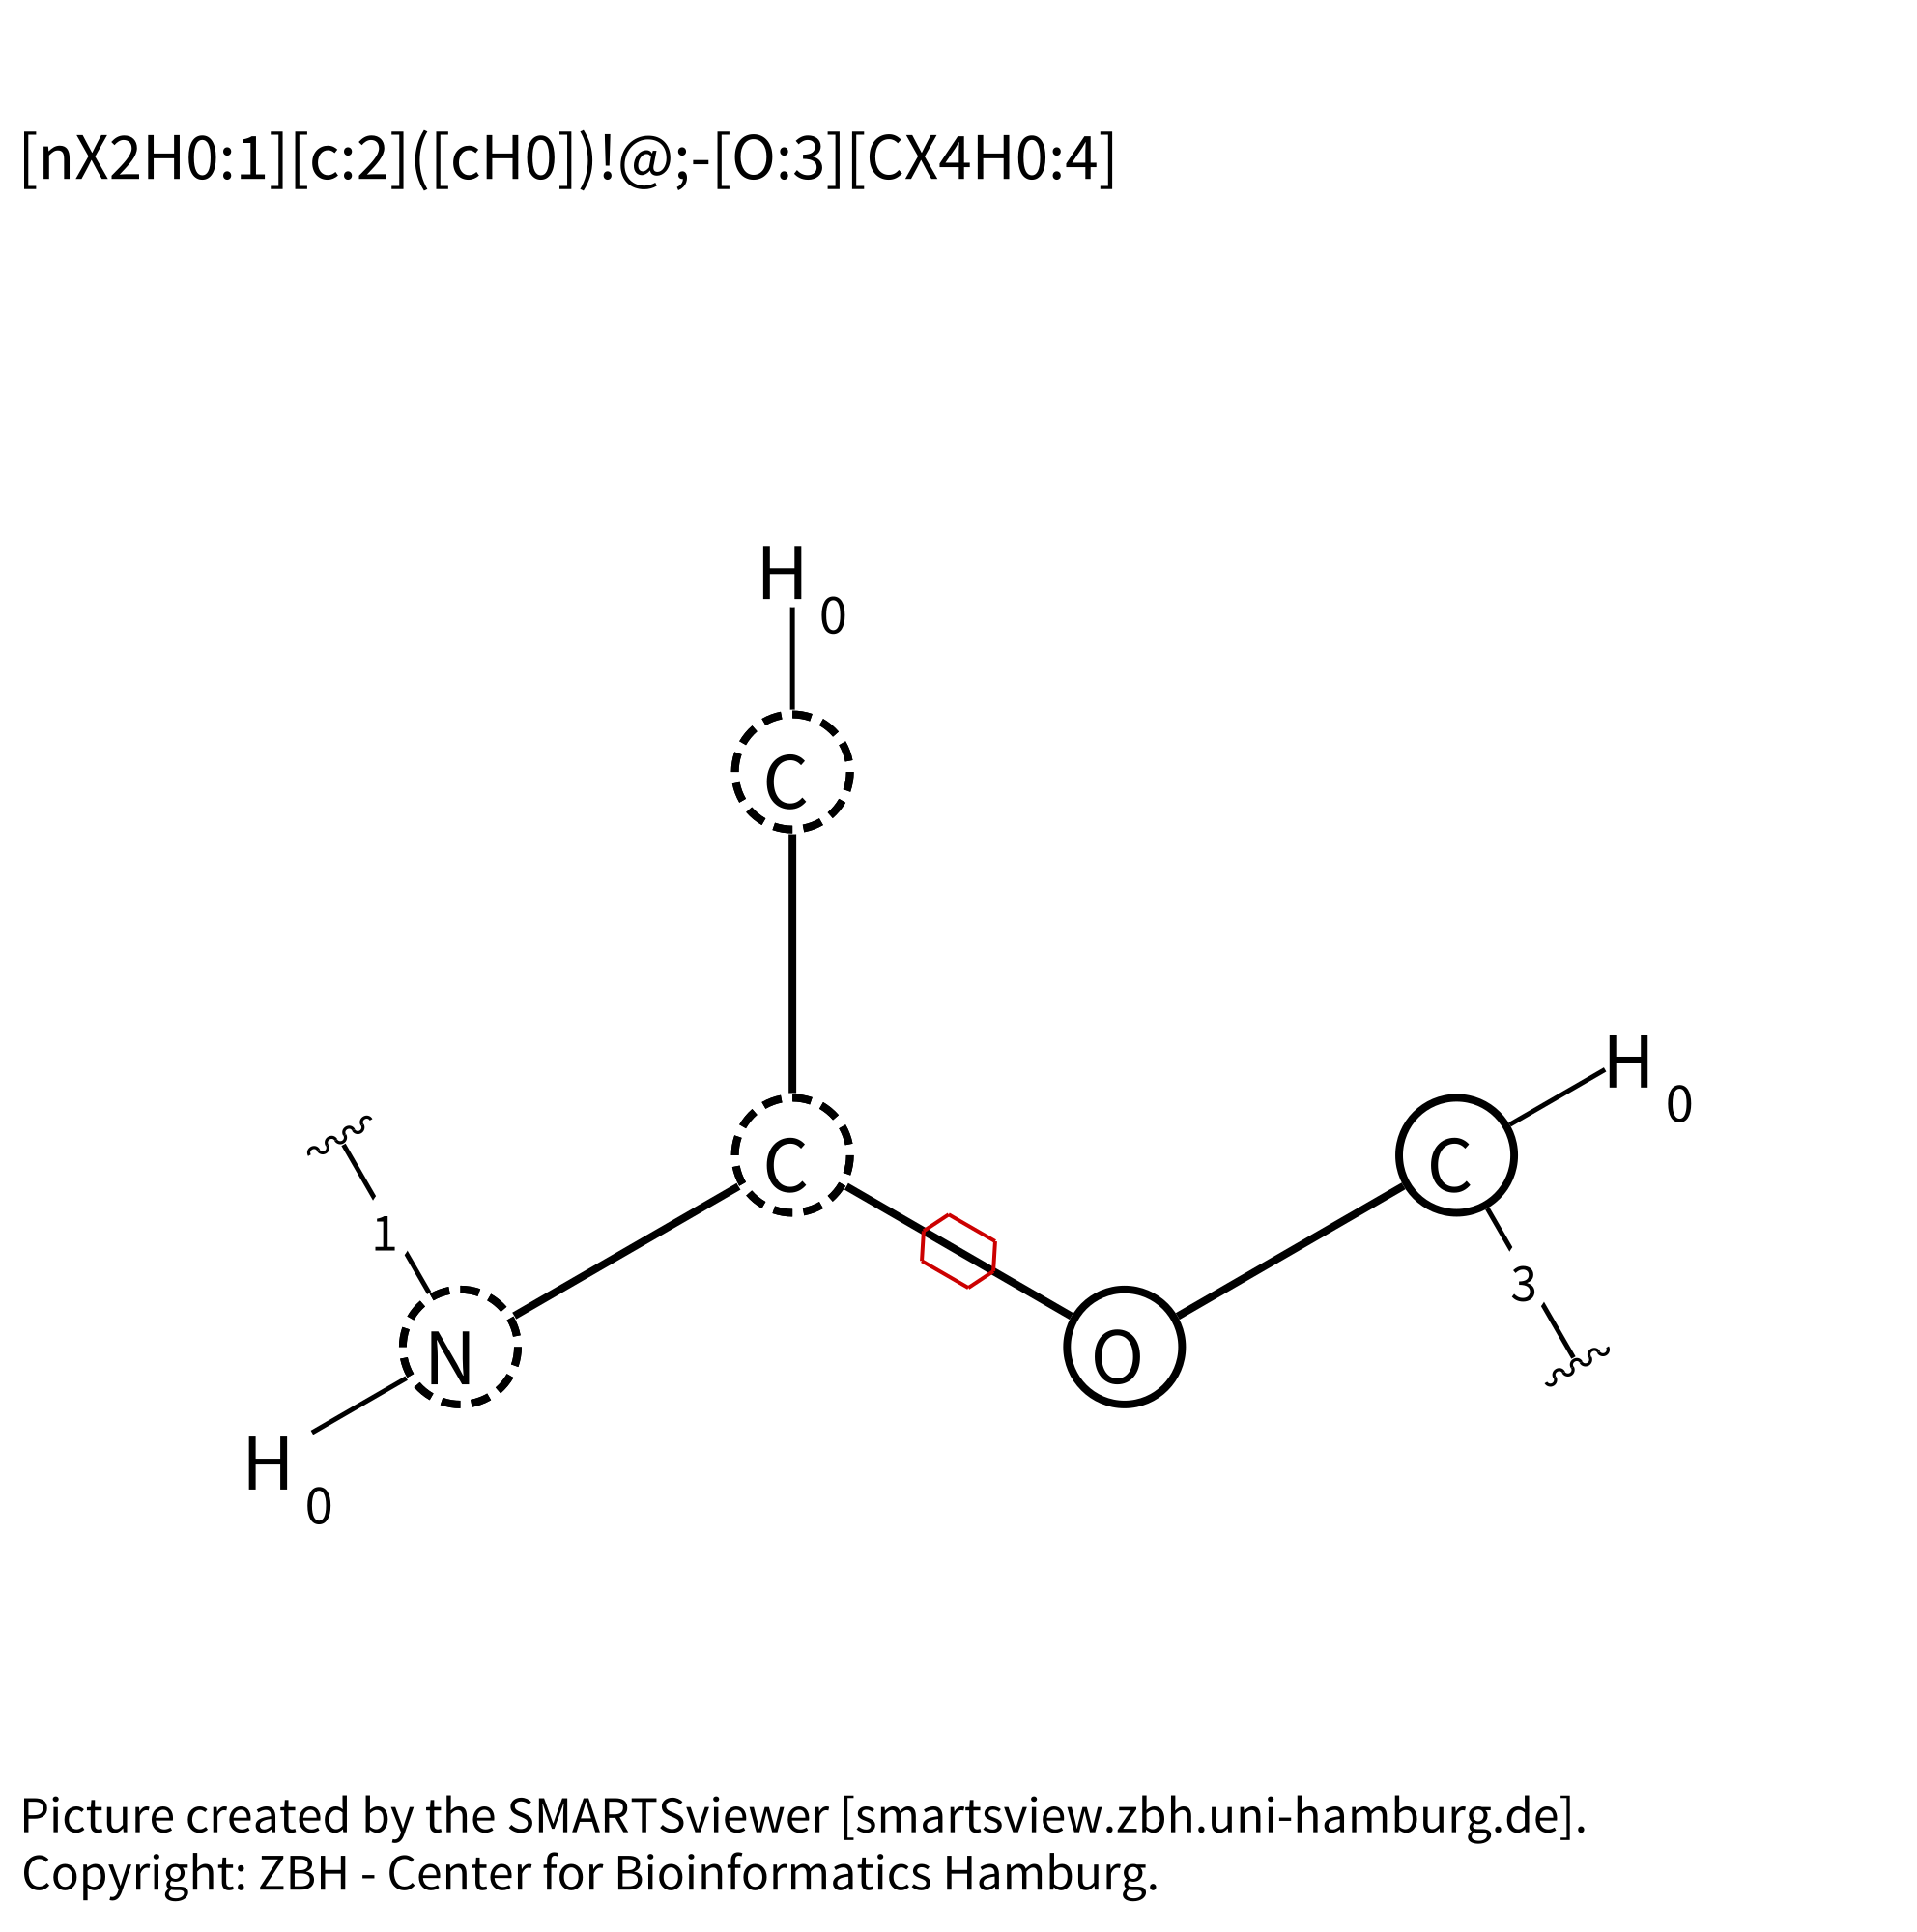 [nX2H0:1][c:2]([cH0])!@;-[O:3][CX4H0:4]
H
0
C
H
0
C
C
1
3
N
O
H
0
Picture created by the SMARTSviewer [smartsview.zbh.uni-hamburg.de].
Copyright: ZBH - Center for Bioinformatics Hamburg.